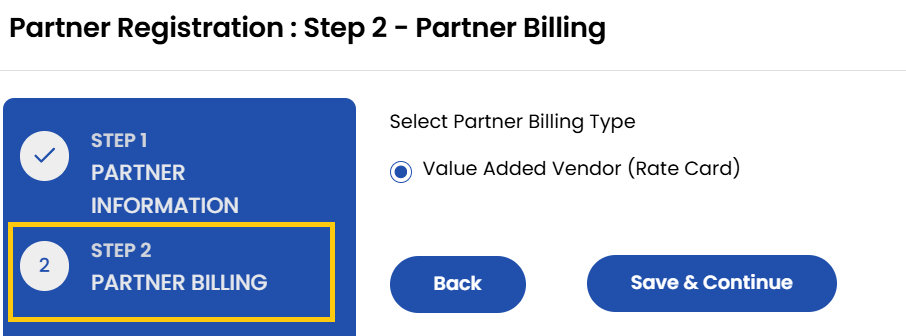 Partner Registration : Step 2 - Partner Billing
STEP 1
PARTNER
INFORMATION
2
STEP 2
PARTNER BILLING
Select Partner Billing Type
Value Added Vendor (Rate Card)
Back
Save & Continue